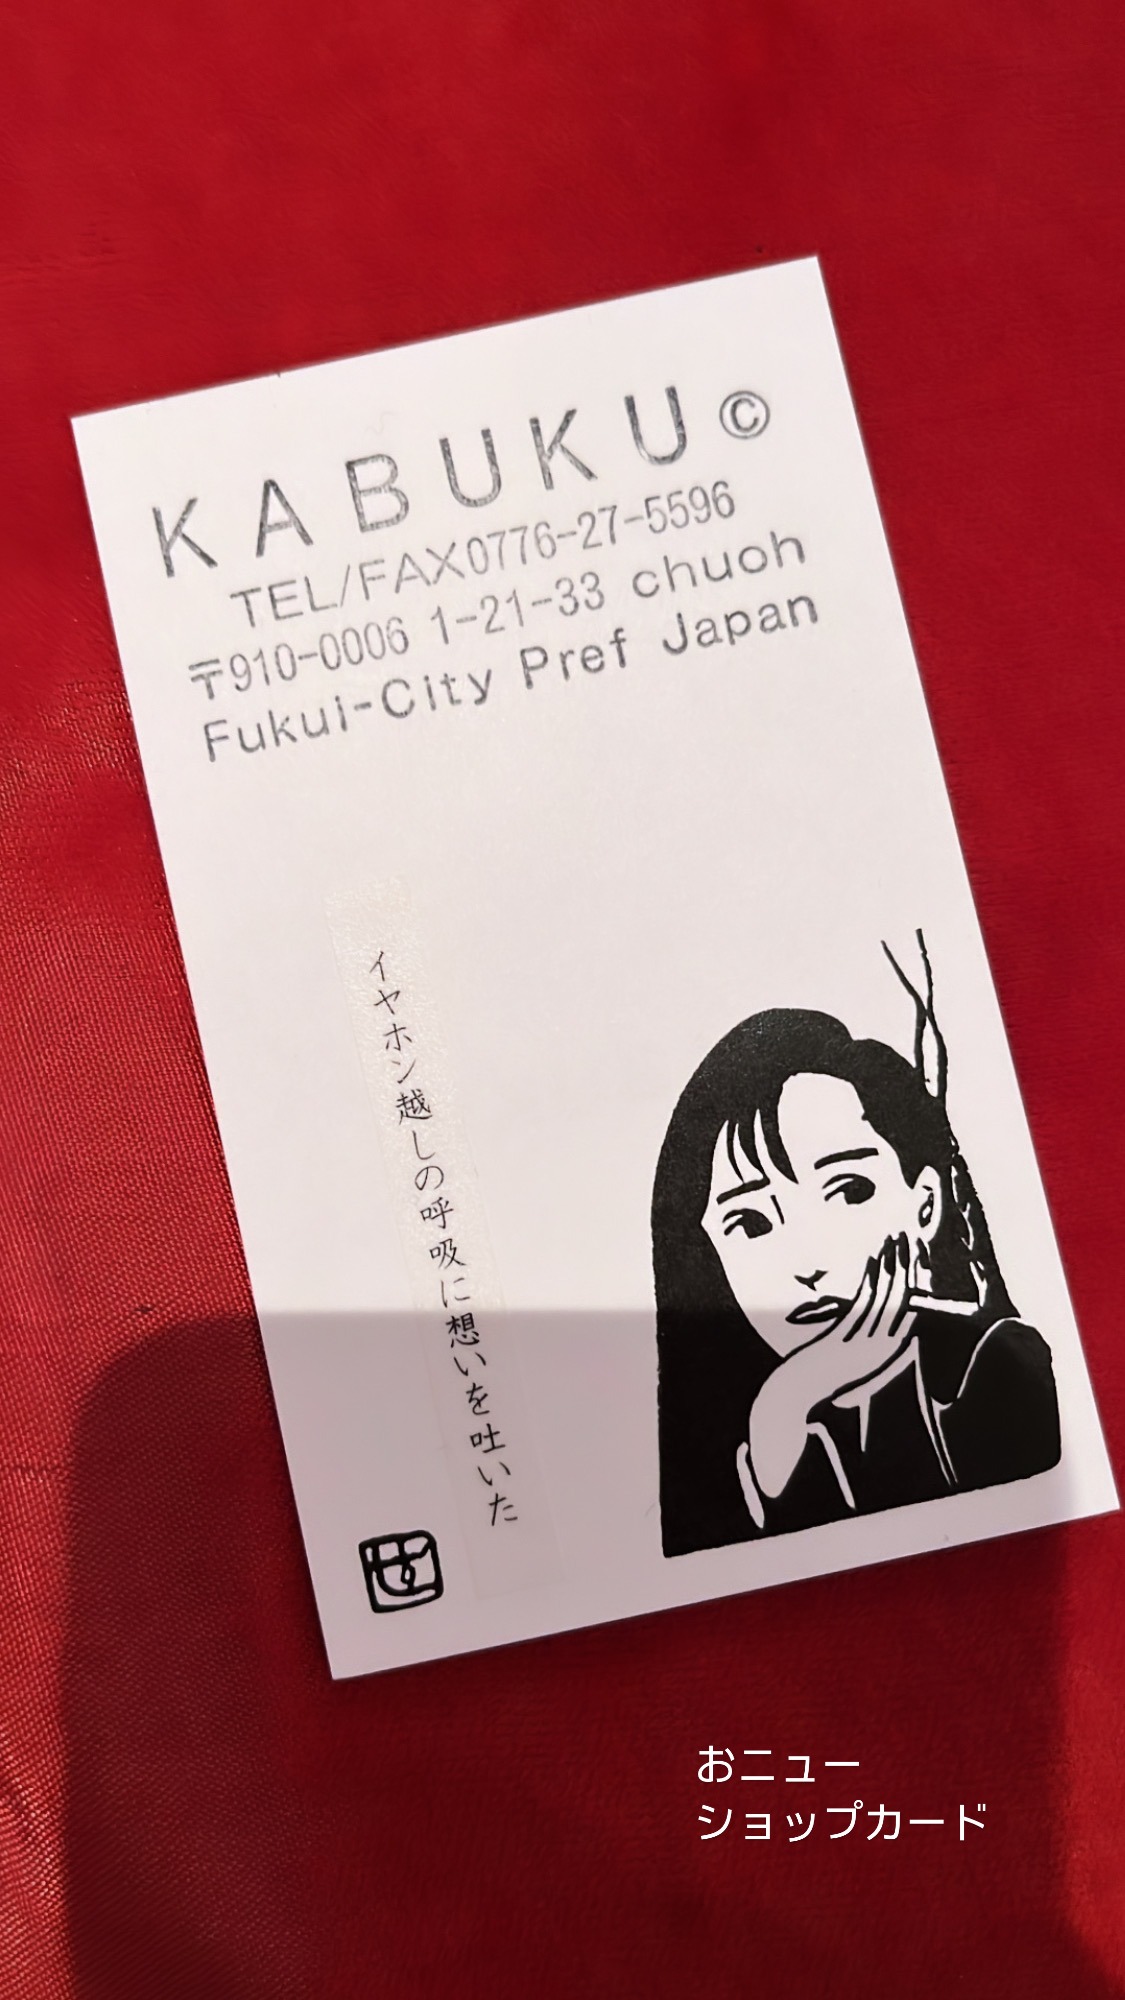 KABUKU©
TEL/FAX0776-27-5596
〒910-0006 1-21-33 chuoh
Fukui-City Pref Japan
イヤホン越しの呼吸に想いを吐いた
おニュー
ショップカード